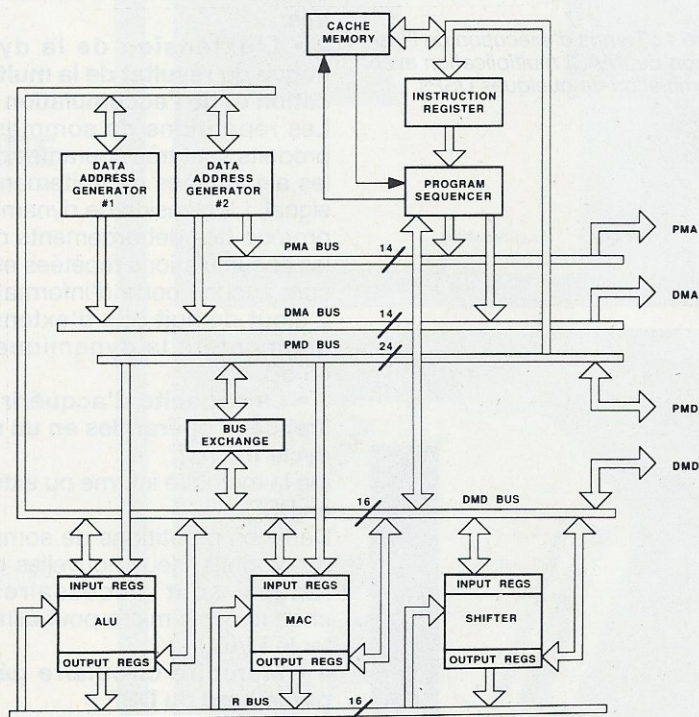 CACHE
MEMORY
INSTRUCTION
REGISTER
DATA
ADDRESS
GENERATOR
#1
DATA
ADDRESS
GENERATOR
#2
PROGRAM
SEQUENCER
PMA BUS
14
PMA
DMA BUS
14
DMA
PMD BUS
24
PMD
BUS
EXCHANGE
DMD
16
DMD BUS
INPUT REGS
ALU
OUTPUT REGS
INPUT REGS
MAC
OUTPUT REGS
INPUT REGS
SHIFTER
OUTPUT REGS
R BUS
16